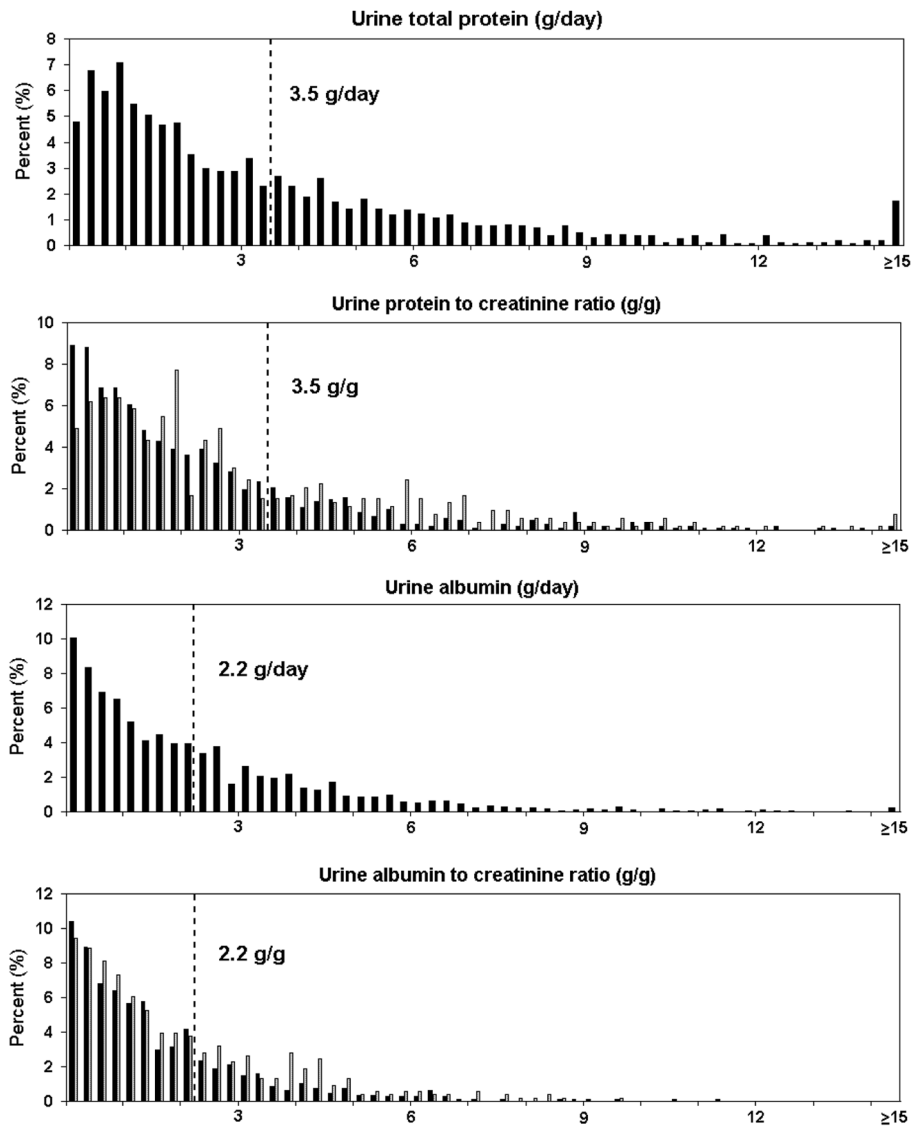 Urine total protein (g/day)
Percent (%)
8
7
6
5
4
3
2
1
0
3.5 g/day
3 6 9 12 ≥15
Urine protein to creatinine ratio (g/g)
Percent (%)
10
8
6
4
2
0
3.5 g/g
3 6 9 12 ≥15
Urine albumin (g/day)
Percent (%)
12
10
8
6
4
2
0
2.2 g/day
3 6 9 12 ≥15
Urine albumin to creatinine ratio (g/g)
Percent (%)
12
10
8
6
4
2
0
2.2 g/g
3 6 9 12 ≥15